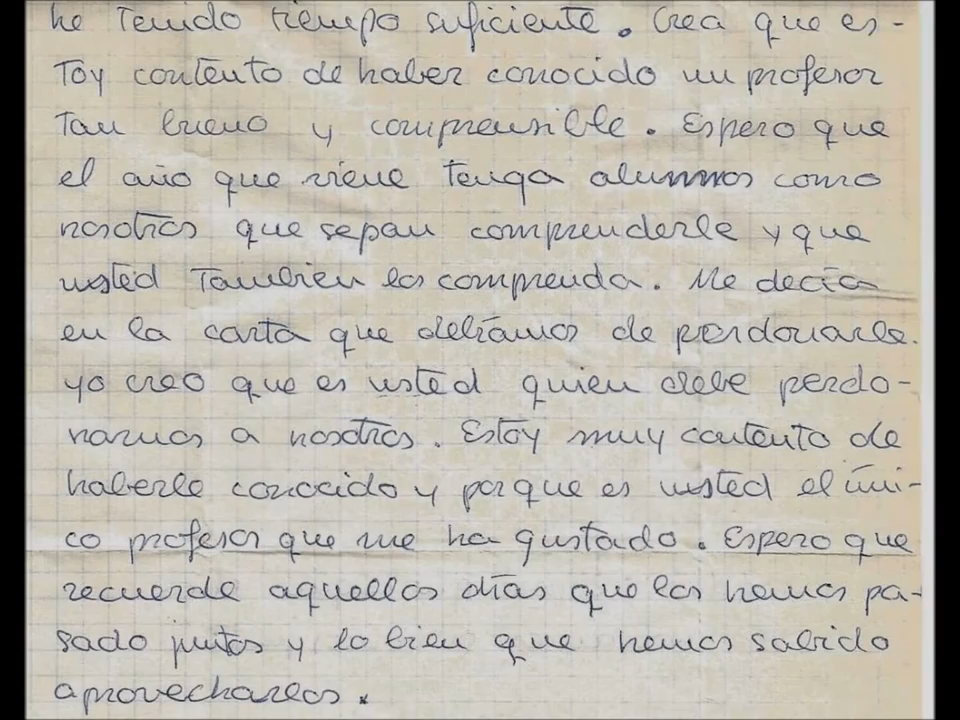 he Tenido tiempo suficiente. Crea que es-
Toy contento de haber conocido un profesor
Tan bueno y comprensible. Espero que
el año que viene Tenga alumnos como
nosotros que sepan comprenderle y que
usted También los comprenda. Me decía
en la carta que debíamos de perdonarle.
yo creo que es usted quien debe perdo-
narnos a nosotros. Estoy muy contento de
haberle conocido y porque es usted el úni-
co profesor que me ha gustado. Espero que
recuerde aquellos días que los hemos pa-
sado juntos y lo bien que hemos sabido
aprovecharlos.